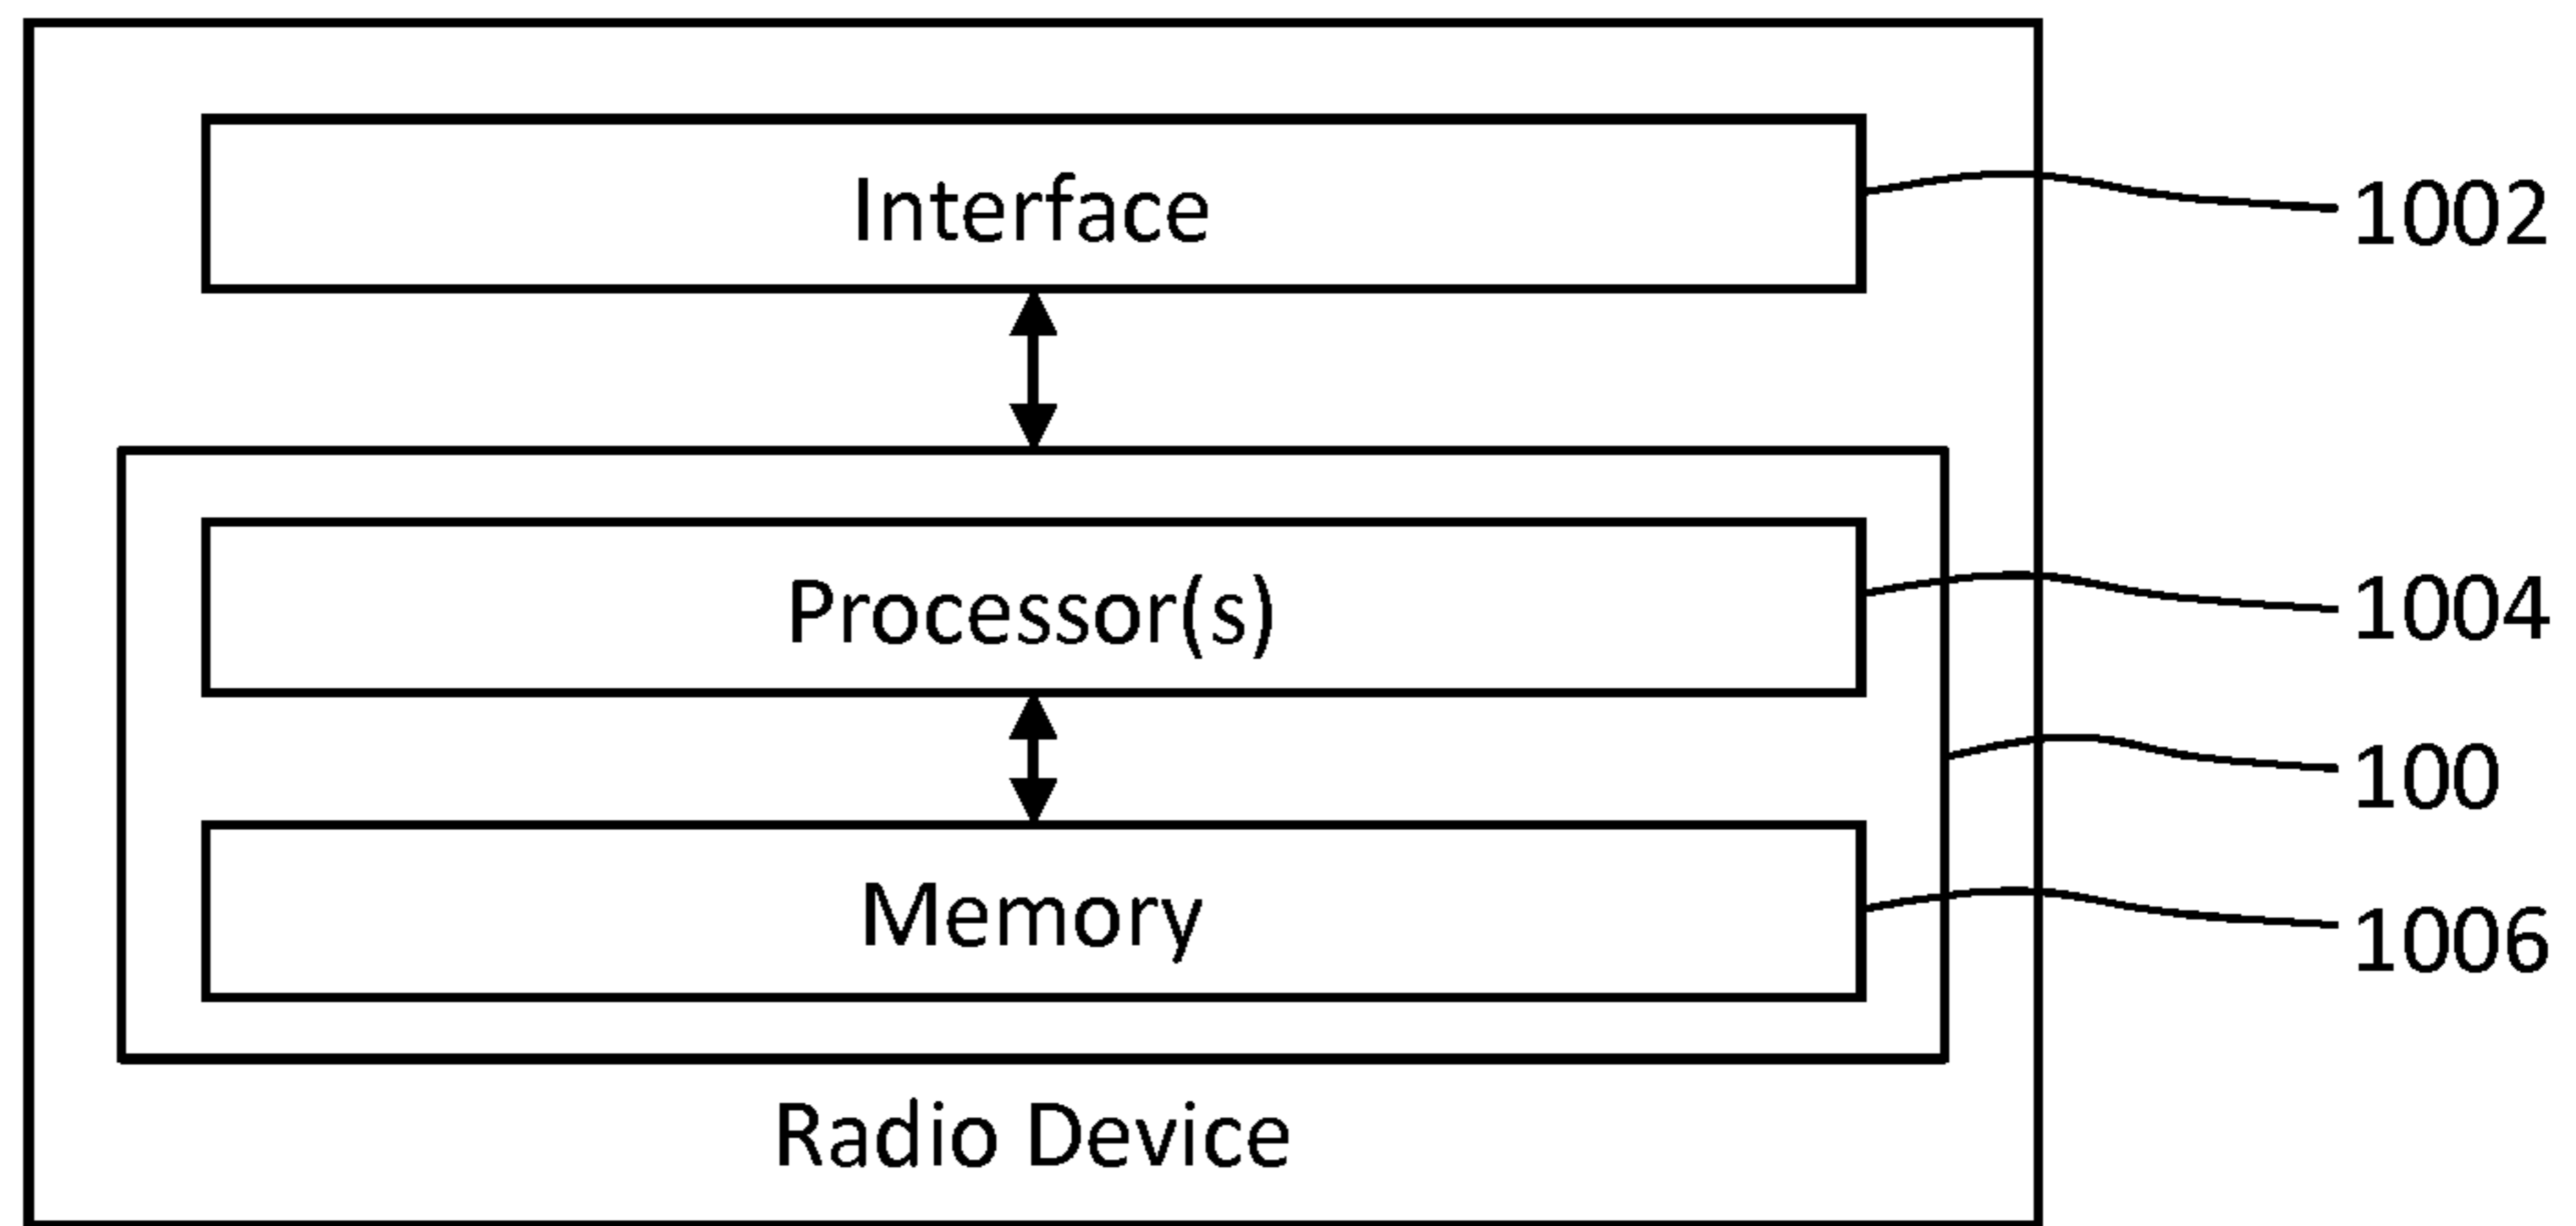 Interface
1002
Processor(s)
1004
100
Memory
1006
Radio Device